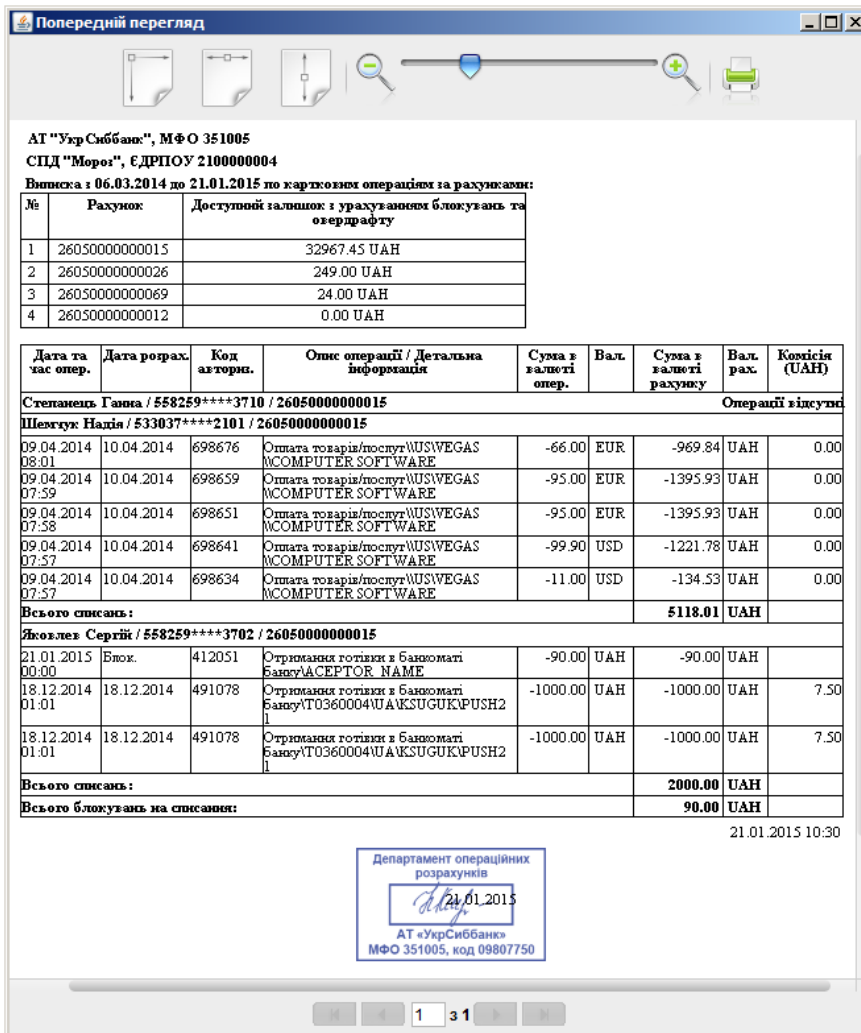 Попередній перегляд
АТ "УкрСиббанк", МФО 351005
СПД "Мороз", ЄДРПОУ 2100000004
Виписка з 06.03.2014 до 21.01.2015 по картковим операціям за рахунками:
№ Рахунок Доступний залишок з урахуванням блокувань та
овердрафту
1 26050000000015 32967.45 UAH
2 26050000000026 249.00 UAH
3 26050000000069 24.00 UAH
4 26050000000012 0.00 UAH
Дата та Дата розрах. Код Опис операції / Детальна Сума в Вал. Сума в Вал. Комісія
час опер. авториз. інформація валюті валюті рах. (UAH)
опер. рахунку
Степанець Ганна / 558259****3710 / 26050000000015 Операції відсутні
Шемчук Надія / 533037****2101 / 26050000000015
09.04.2014 10.04.2014 698676 Оплата товарів/послуг\\US\VEGAS -66.00 EUR -969.84 UAH 0.00
08:01 \\COMPUTER SOFTWARE
09.04.2014 10.04.2014 698659 Оплата товарів/послуг\\US\VEGAS -95.00 EUR -1395.93 UAH 0.00
07:59 \\COMPUTER SOFTWARE
09.04.2014 10.04.2014 698651 Оплата товарів/послуг\\US\VEGAS -95.00 EUR -1395.93 UAH 0.00
07:58 \\COMPUTER SOFTWARE
09.04.2014 10.04.2014 698641 Оплата товарів/послуг\\US\VEGAS -99.90 USD -1221.78 UAH 0.00
07:57 \\COMPUTER SOFTWARE
09.04.2014 10.04.2014 698634 Оплата товарів/послуг\\US\VEGAS -11.00 USD -134.53 UAH 0.00
07:57 \\COMPUTER SOFTWARE
Всього списань: 5118.01 UAH
Яковлев Сергій / 558259****3702 / 26050000000015
21.01.2015 Блок. 412051 Отримання готівки в банкоматі -90.00 UAH -90.00 UAH
00:00 банку\ACEPTOR NAME
18.12.2014 18.12.2014 491078 Отримання готівки в банкоматі -1000.00 UAH -1000.00 UAH 7.50
01:01 банку\T0360004\UA\KSUGUK\PUSH2
1
18.12.2014 18.12.2014 491078 Отримання готівки в банкоматі -1000.00 UAH -1000.00 UAH 7.50
01:01 банку\T0360004\UA\KSUGUK\PUSH2
1
Всього списань: 2000.00 UAH
Всього блокувань на списання: 90.00 UAH
21.01.2015 10:30
Департамент операційних
розрахунків
21.01.2015
АТ «УкрСиббанк»
МФО 351005, код 09807750
1 з 1